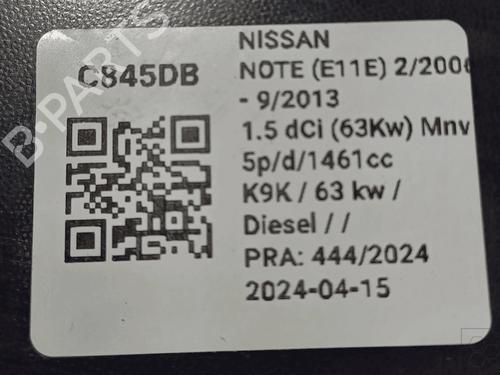 C845DB
NISSAN
NOTE (E11E) 2/2006
- 9/2013
1.5 dCi (63Kw) Mnv
5p/d/1461cc
K9K / 63 kw /
Diesel / /
PRA: 444/2024
2024-04-15
B-PARTS